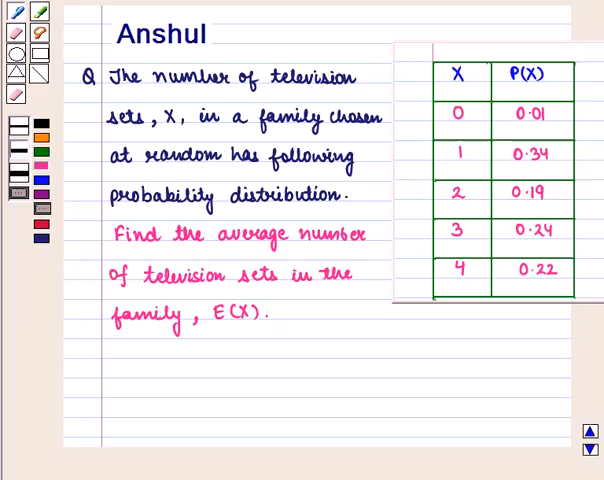 Anshul
Q The number of television
sets, X, in a family chosen
at random has following
probability distribution.
Find the average number
of television sets in the
family, E(X).
X P(X)
0 0.01
1 0.34
2 0.19
3 0.24
4 0.22